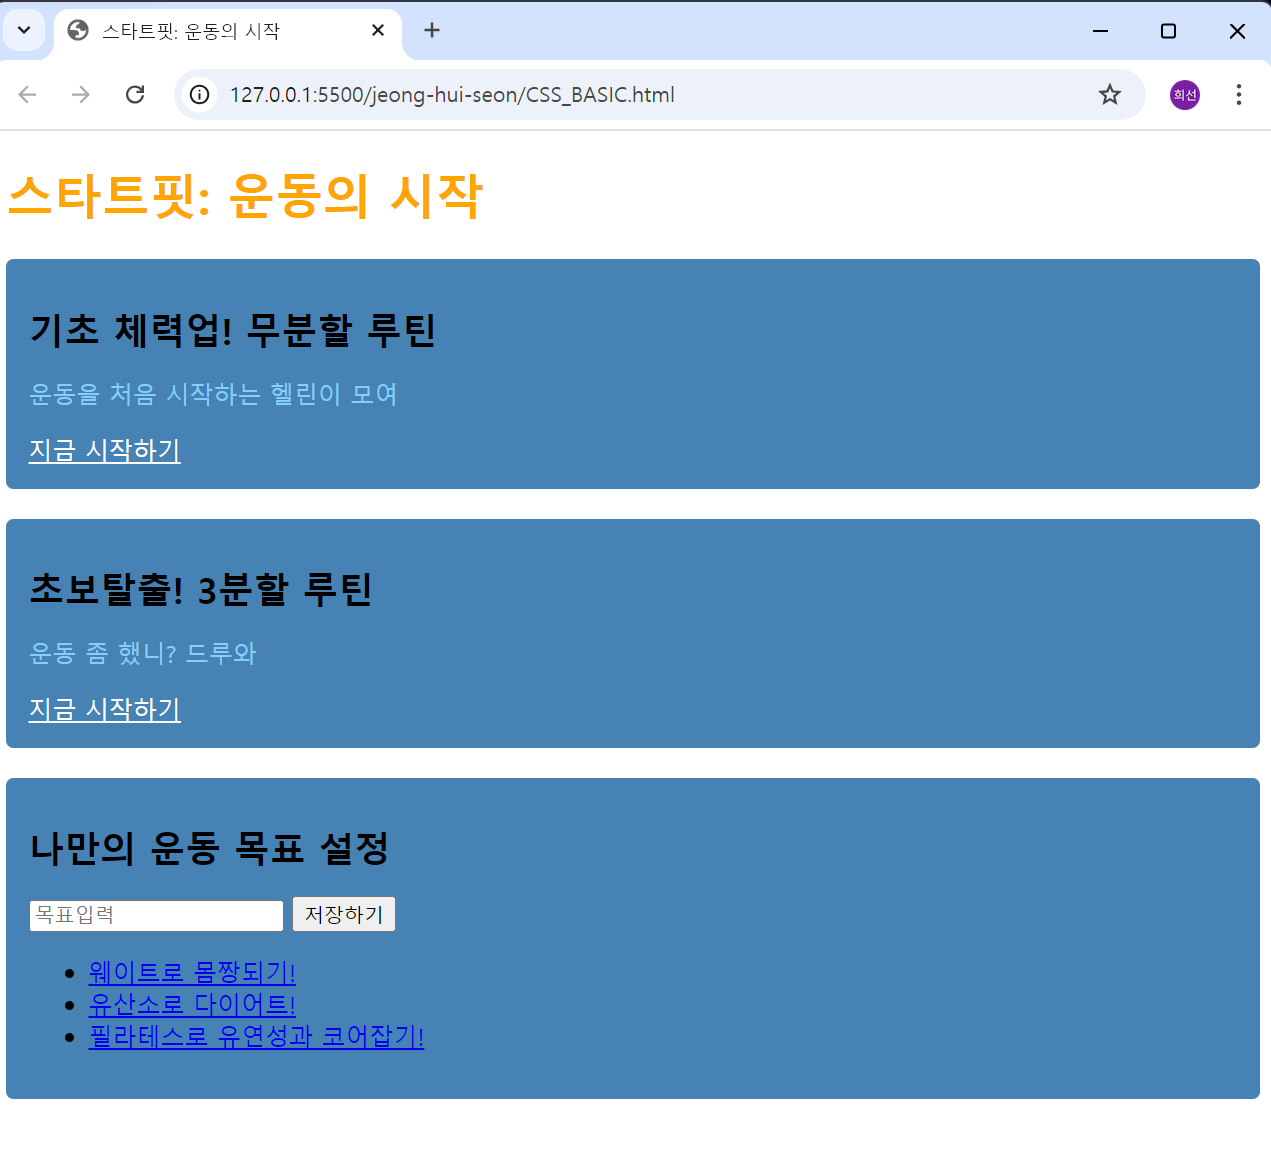 스타트핏: 운동의 시작
127.0.0.1:5500/jeong-hui-seon/CSS_BASIC.html
희선
스타트핏: 운동의 시작
기초 체력업! 무분할 루틴
운동을 처음 시작하는 헬린이 모여
지금 시작하기
초보탈출! 3분할 루틴
운동 좀 했니? 드루와
지금 시작하기
나만의 운동 목표 설정
목표입력 저장하기
웨이트로 몸짱되기!
유산소로 다이어트!
필라테스로 유연성과 코어잡기!